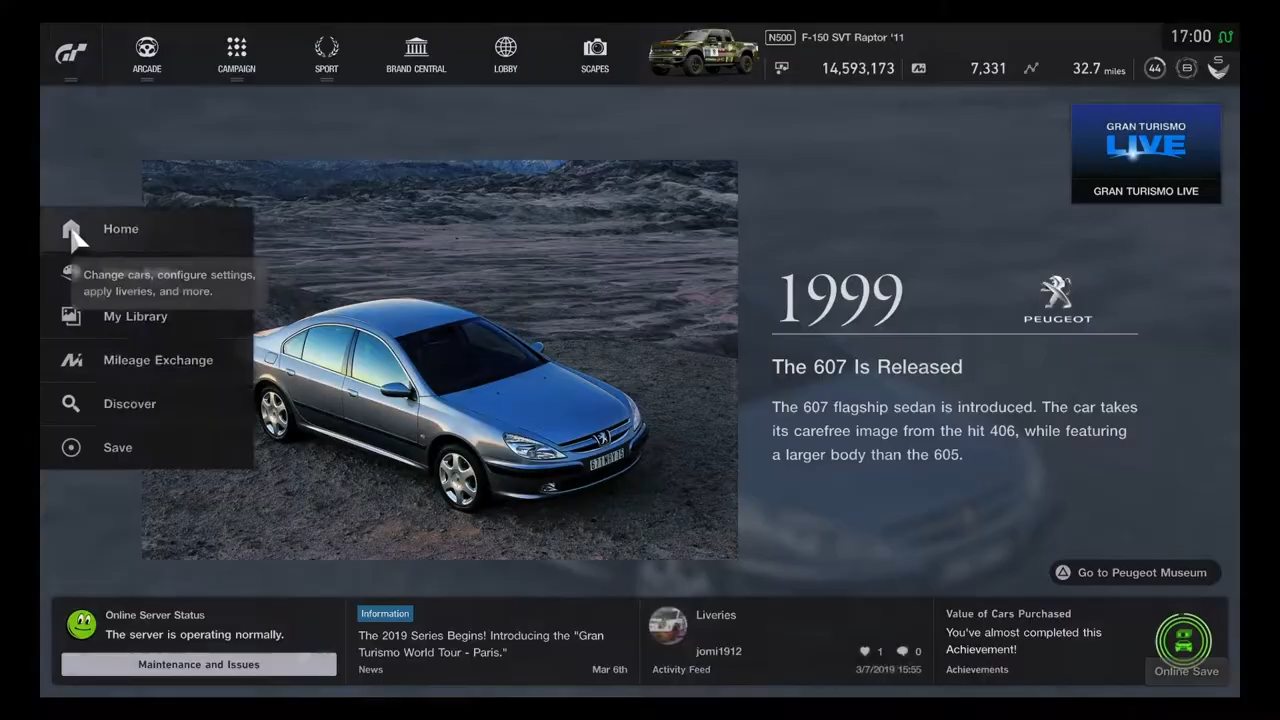 GT
ARCADE
CAMPAIGN
SPORT
BRAND CENTRAL
LOBBY
SCAPES
N500 F-150 SVT Raptor '11
14,593,173
7,331
32.7 miles
17:00
44
B
S
GRAN TURISMO
LIVE
GRAN TURISMO LIVE
Home
Change cars, configure settings,
apply liveries, and more.
My Library
Mileage Exchange
Discover
Save
1999
PEUGEOT
The 607 Is Released
The 607 flagship sedan is introduced. The car takes
its carefree image from the hit 406, while featuring
a larger body than the 605.
Go to Peugeot Museum
Online Server Status
The server is operating normally.
Maintenance and Issues
Information
The 2019 Series Begins! Introducing the "Gran
Turismo World Tour - Paris."
News
Mar 6th
Liveries
jomi1912
1
0
Activity Feed
3/7/2019 15:55
Value of Cars Purchased
You've almost completed this
Achievement!
Achievements
Online Save